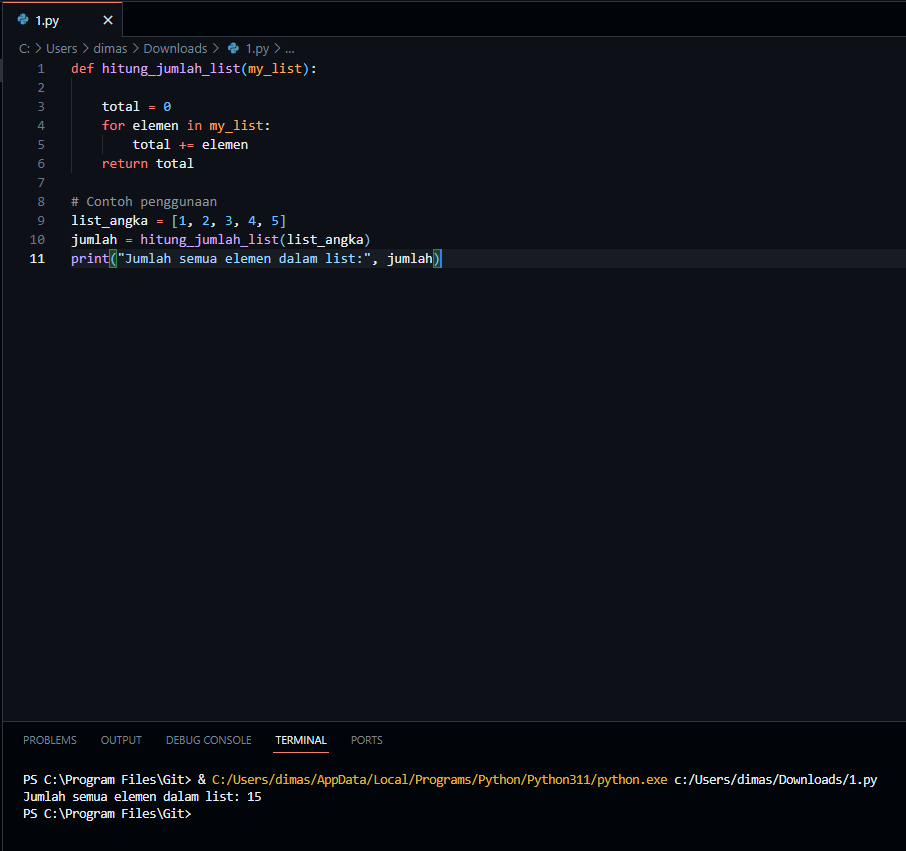 1.py
C: > Users > dimas > Downloads > 1.py > ...
1 def hitung_jumlah_list(my_list):
2
3 total = 0
4 for elemen in my_list:
5 total += elemen
6 return total
7
8 # Contoh penggunaan
9 list_angka = [1, 2, 3, 4, 5]
10 jumlah = hitung_jumlah_list(list_angka)
11 print("Jumlah semua elemen dalam list:", jumlah)
PROBLEMS OUTPUT DEBUG CONSOLE TERMINAL PORTS
PS C:\Program Files\Git> & C:/Users/dimas/AppData/Local/Programs/Python/Python311/python.exe c:/Users/dimas/Downloads/1.py
Jumlah semua elemen dalam list: 15
PS C:\Program Files\Git>